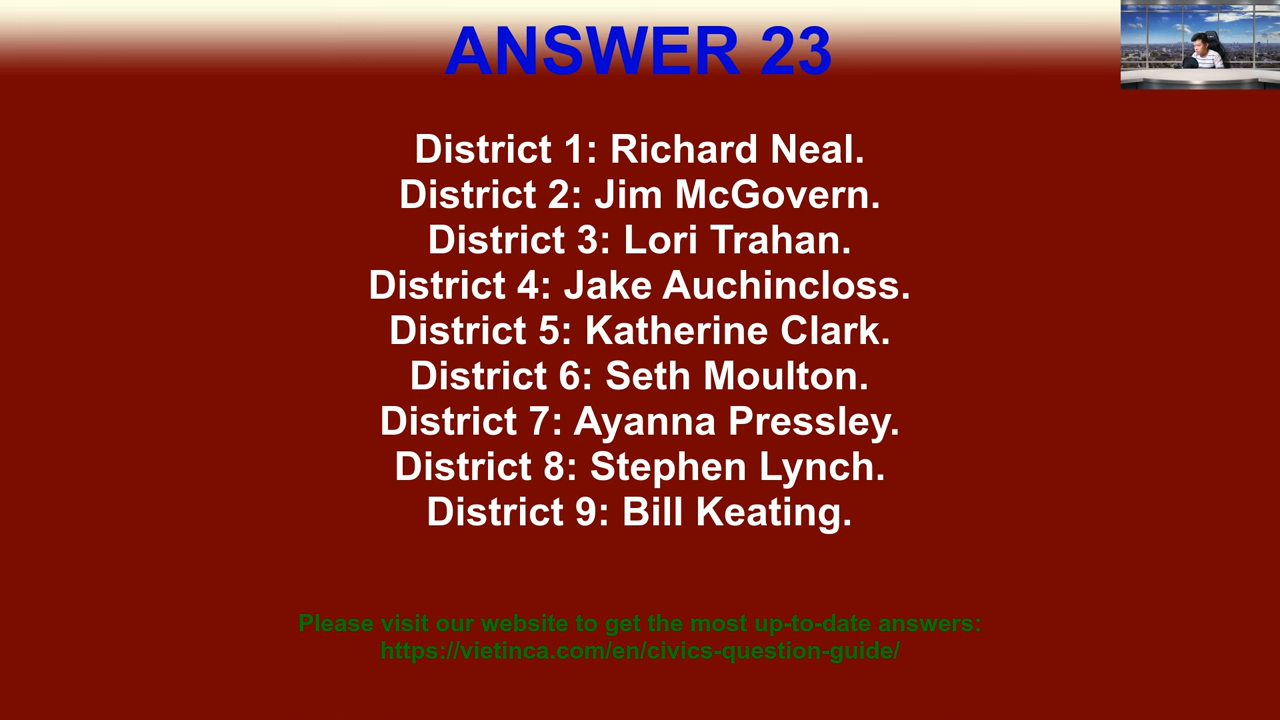 ANSWER 23
District 1: Richard Neal.
District 2: Jim McGovern.
District 3: Lori Trahan.
District 4: Jake Auchincloss.
District 5: Katherine Clark.
District 6: Seth Moulton.
District 7: Ayanna Pressley.
District 8: Stephen Lynch.
District 9: Bill Keating.
Please visit our website to get the most up-to-date answers:
https://vietinca.com/en/civics-question-guide/